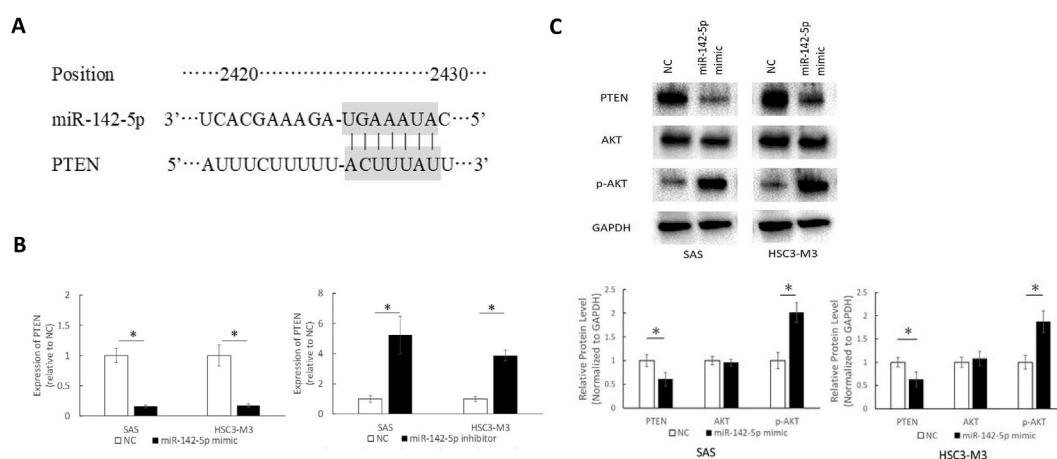 A
Position ······2420·····················2430······
miR-142-5p 3’···UCACGAAAGA-UGAAAUAC···5’
PTEN 5’···AUUUCUUUUU-ACUUUAUU···3’
B
Expression of PTEN
(relative to NC)
2
1.5
1
0.5
0
*
*
SAS HSC3-M3
NC miR-142-5p mimic
Expression of PTEN
(relative to NC)
8
6
4
2
0
*
*
SAS HSC3-M3
NC miR-142-5p inhibitor
C
NC
miR-142-5p
mimic
NC
miR-142-5p
mimic
PTEN
AKT
p-AKT
GAPDH
SAS HSC3-M3
Relative Protein Level
(Normalized to GAPDH)
2.5
2
1.5
1
0.5
0
*
*
PTEN AKT p-AKT
NC miR-142-5p mimic
SAS
Relative Protein Level
(Normalized to GAPDH)
2.5
2
1.5
1
0.5
0
*
*
PTEN AKT p-AKT
NC miR-142-5p mimic
HSC3-M3